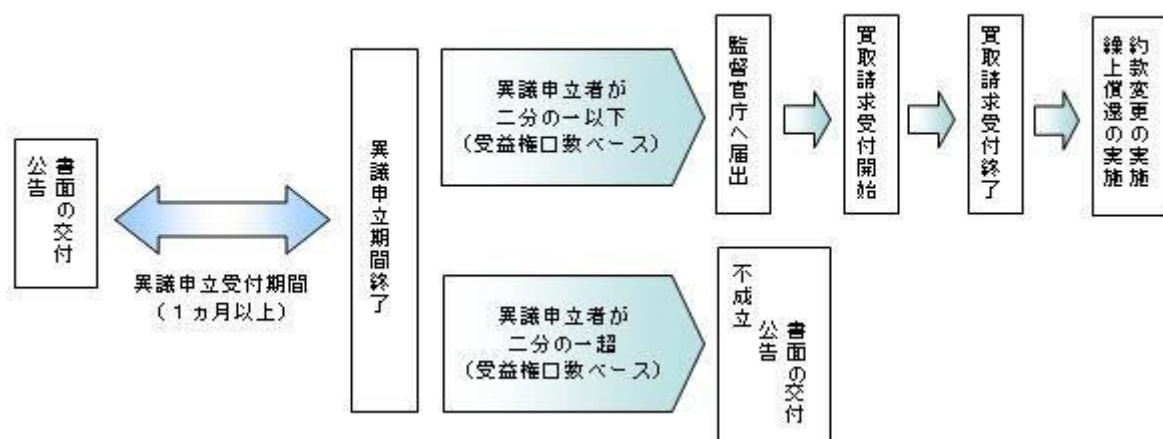 公告
書面の交付
異議申立受付期間
(1ヵ月以上)
異議申立期間終了
異議申立者が
二分の一以下
(受益権口数ベース)
監督官庁へ届出
買取請求受付開始
買取請求受付終了
約款変更の実施
繰上償還の実施
異議申立者が
二分の一超
(受益権口数ベース)
不成立
公告
書面の交付